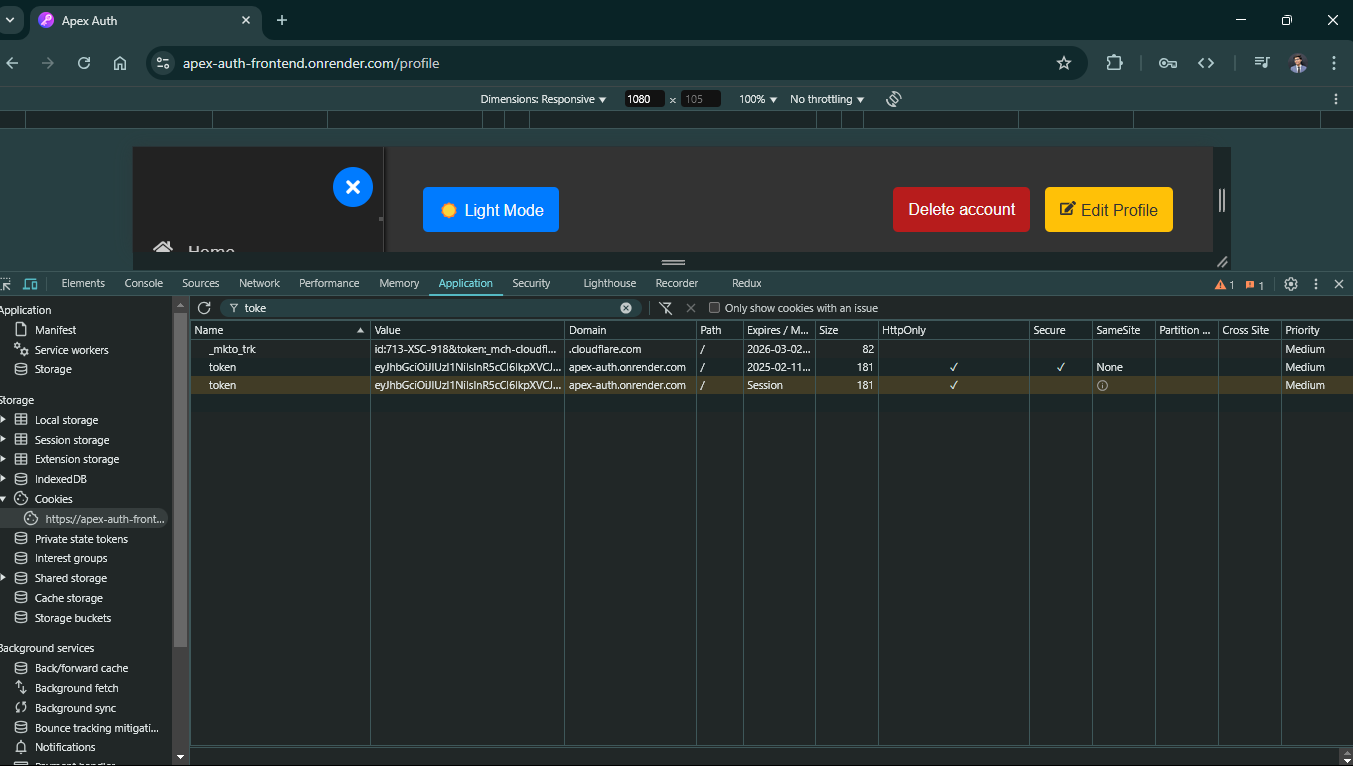 Apex Auth
apex-auth-frontend.onrender.com/profile
Dimensions: Responsive 1080 × 105 100% No throttling
Light Mode Delete account Edit Profile
Home
Elements Console Sources Network Performance Memory Application Security Lighthouse Recorder Redux 1 1
Application
Manifest
Service workers
Storage
Storage
Local storage
Session storage
Extension storage
IndexedDB
Cookies
https://apex-auth-front...
Private state tokens
Interest groups
Shared storage
Cache storage
Storage buckets
Background services
Back/forward cache
Background fetch
Background sync
Bounce tracking mitigati...
Notifications
toke Only show cookies with an issue
Name Value Domain Path Expires / M... Size HttpOnly Secure SameSite Partition ... Cross Site Priority
_mkto_trk id:713-XSC-918&token:_mch-cloudfl... .cloudflare.com / 2026-03-02... 82 Medium
token apex-auth.onrender.com / 2025-02-11... 181 ✓ ✓ None Medium
token apex-auth.onrender.com / Session 181 ✓ Medium